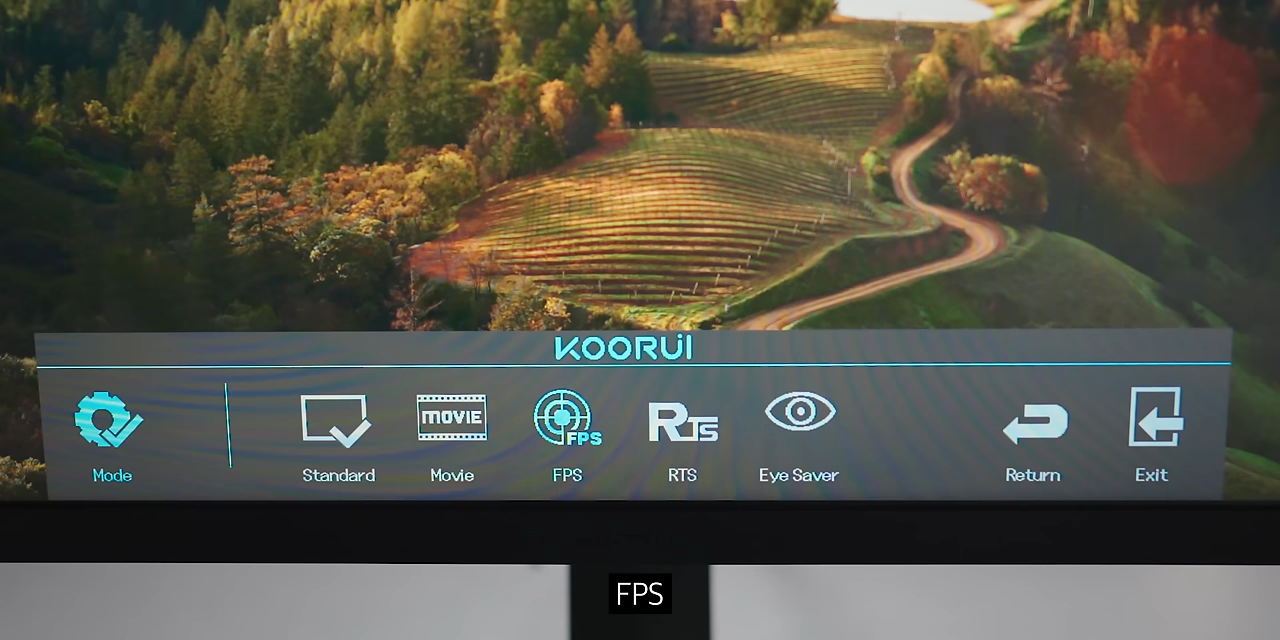 KOORUI
MOVIE
FPS
RTS
Mode
Standard
Movie
FPS
RTS
Eye Saver
Return
Exit
FPS